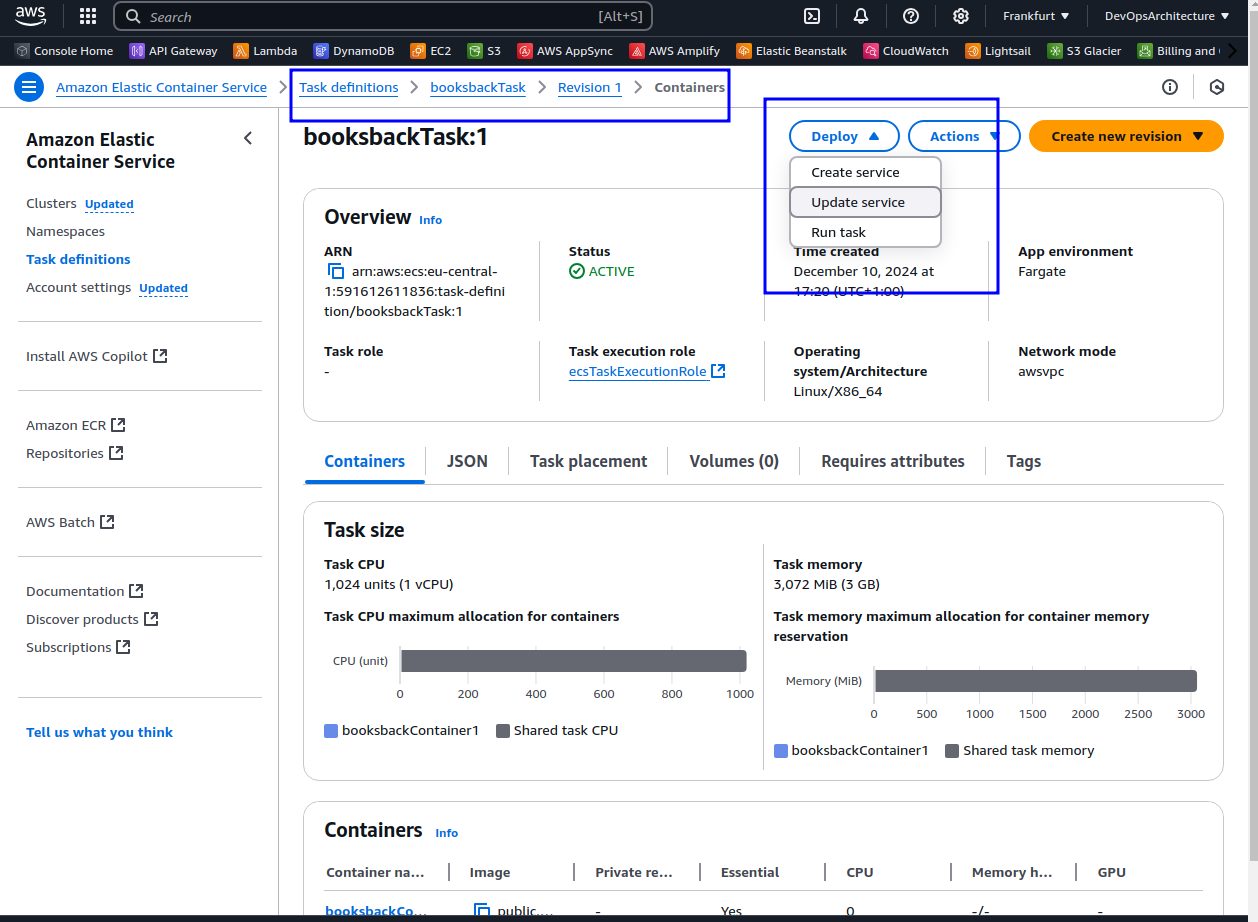 aws
Search [Alt+S] Frankfurt DevOpsArchitecture
Console Home API Gateway Lambda DynamoDB EC2 S3 AWS AppSync AWS Amplify Elastic Beanstalk CloudWatch Lightsail S3 Glacier Billing and
Amazon Elastic Container Service Task definitions booksbackTask Revision 1 Containers
Amazon Elastic
Container Service
Clusters Updated
Namespaces
Task definitions
Account settings Updated
Install AWS Copilot
Amazon ECR
Repositories
AWS Batch
Documentation
Discover products
Subscriptions
Tell us what you think
booksbackTask:1
Deploy Actions Create new revision
Create service
Update service
Run task
Overview Info
ARN
arn:aws:ecs:eu-central-
1:591612611836:task-defini
tion/booksbackTask:1
Status
ACTIVE
Time created
December 10, 2024 at
17:20 (UTC+1:00)
App environment
Fargate
Task role
-
Task execution role
ecsTaskExecutionRole
Operating
system/Architecture
Linux/X86_64
Network mode
awsvpc
Containers JSON Task placement Volumes (0) Requires attributes Tags
Task size
Task CPU
1,024 units (1 vCPU)
Task CPU maximum allocation for containers
CPU (unit)
0 200 400 600 800 1000
booksbackContainer1 Shared task CPU
Task memory
3,072 MiB (3 GB)
Task memory maximum allocation for container memory
reservation
Memory (MiB)
0 500 1000 1500 2000 2500 3000
booksbackContainer1 Shared task memory
Containers Info
Container na... Image Private re... Essential CPU Memory h... GPU
booksbackCo... public.... - Yes 0 -/- -